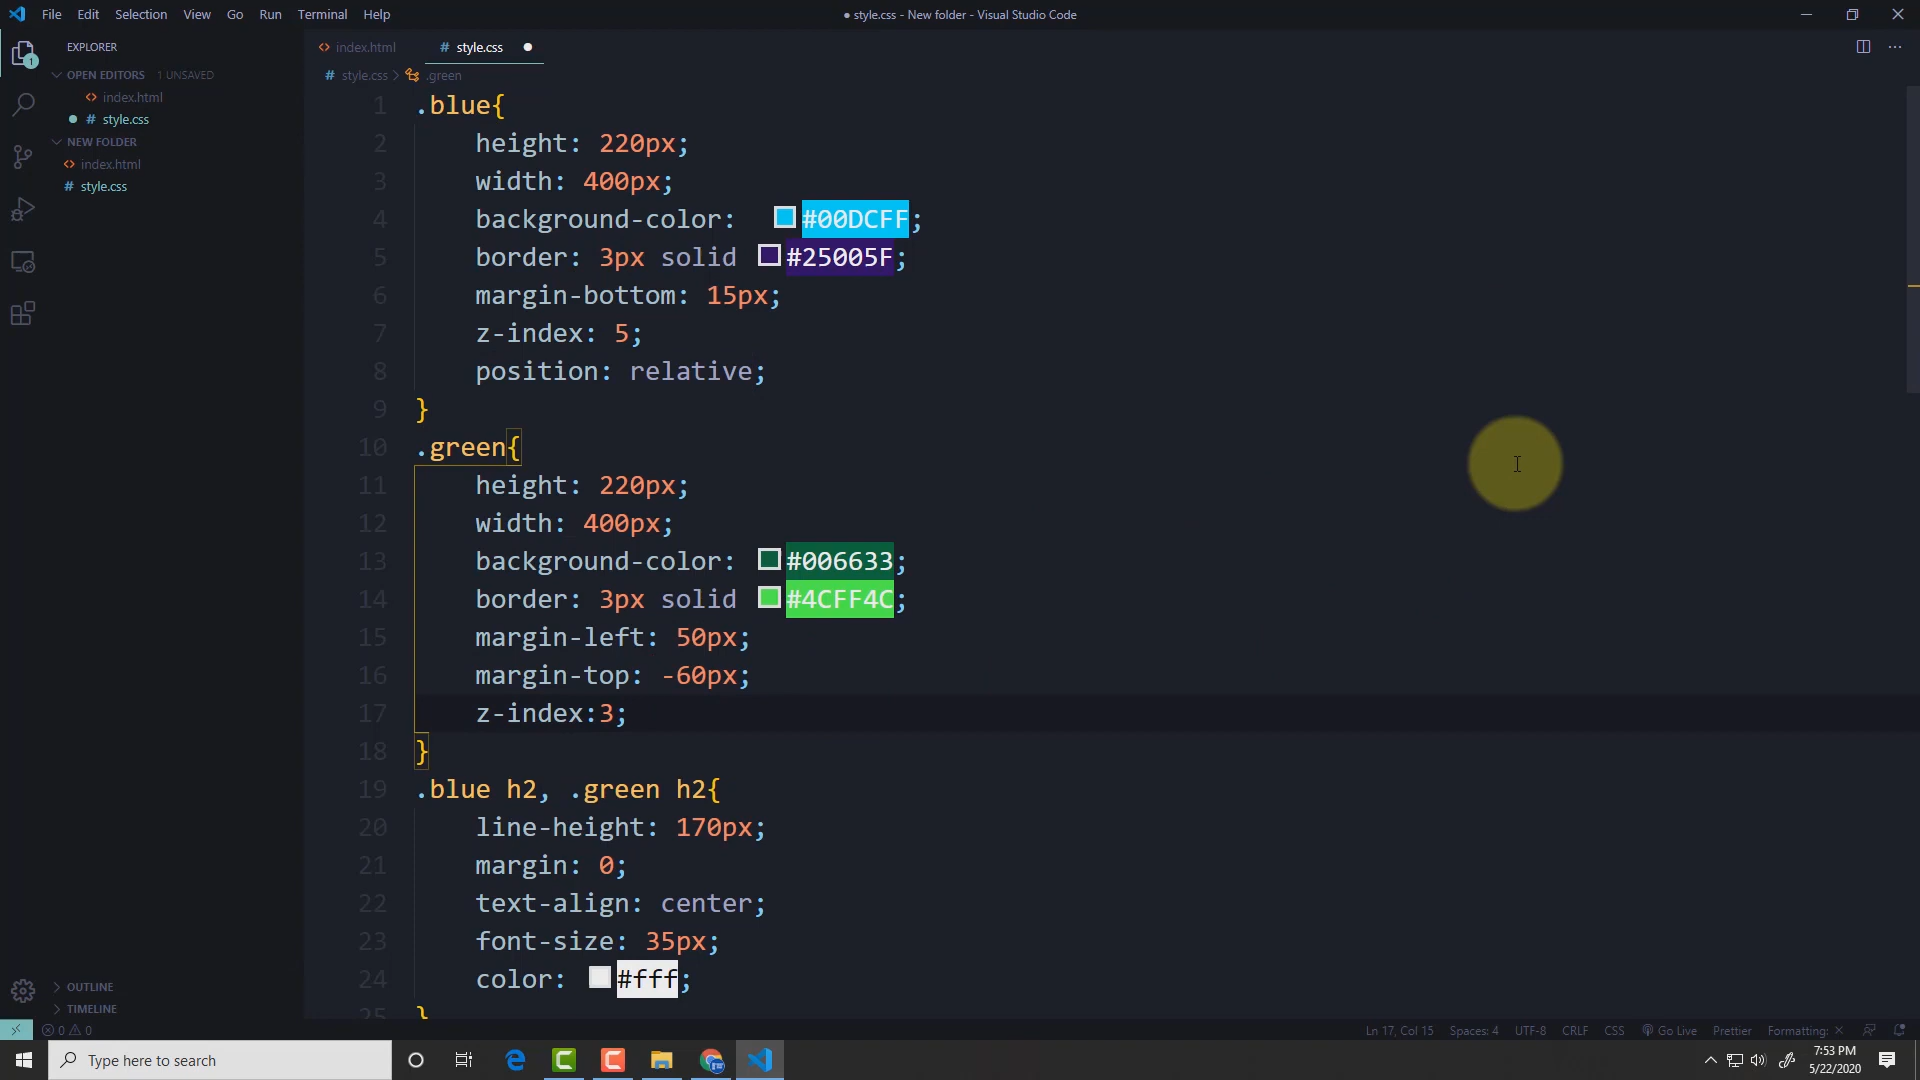 File Edit Selection View Go Run Terminal Help
● style.css - New folder - Visual Studio Code
EXPLORER
OPEN EDITORS 1 UNSAVED
index.html
# style.css
NEW FOLDER
index.html
# style.css
OUTLINE
TIMELINE
index.html # style.css
# style.css > .green
1 .blue{
2 height: 220px;
3 width: 400px;
4 background-color: #00DCFF;
5 border: 3px solid #25005F;
6 margin-bottom: 15px;
7 z-index: 5;
8 position: relative;
9 }
10 .green{
11 height: 220px;
12 width: 400px;
13 background-color: #006633;
14 border: 3px solid #4CFF4C;
15 margin-left: 50px;
16 margin-top: -60px;
17 z-index:3;
18 }
19 .blue h2, .green h2{
20 line-height: 170px;
21 margin: 0;
22 text-align: center;
23 font-size: 35px;
24 color: #fff;
25 }
1
0 0
Ln 17, Col 15 Spaces: 4 UTF-8 CRLF CSS Go Live Prettier Formatting: ×
Type here to search
7:53 PM
5/22/2020